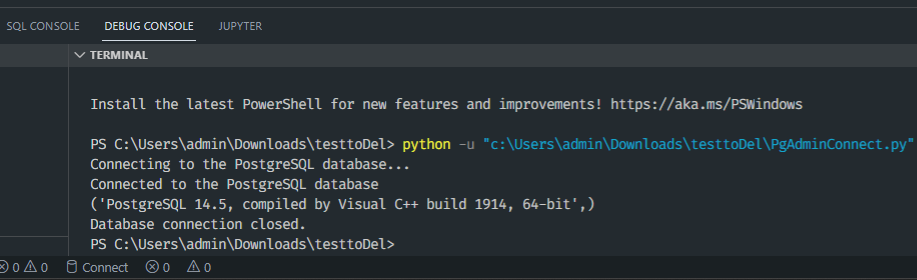 SQL CONSOLE DEBUG CONSOLE JUPYTER
TERMINAL
Install the latest PowerShell for new features and improvements! https://aka.ms/PSWindows
PS C:\Users\admin\Downloads\testtoDel> python -u "c:\Users\admin\Downloads\testtoDel\PgAdminConnect.py"
Connecting to the PostgreSQL database...
Connected to the PostgreSQL database
('PostgreSQL 14.5, compiled by Visual C++ build 1914, 64-bit',)
Database connection closed.
PS C:\Users\admin\Downloads\testtoDel>
0 0 Connect 0 0